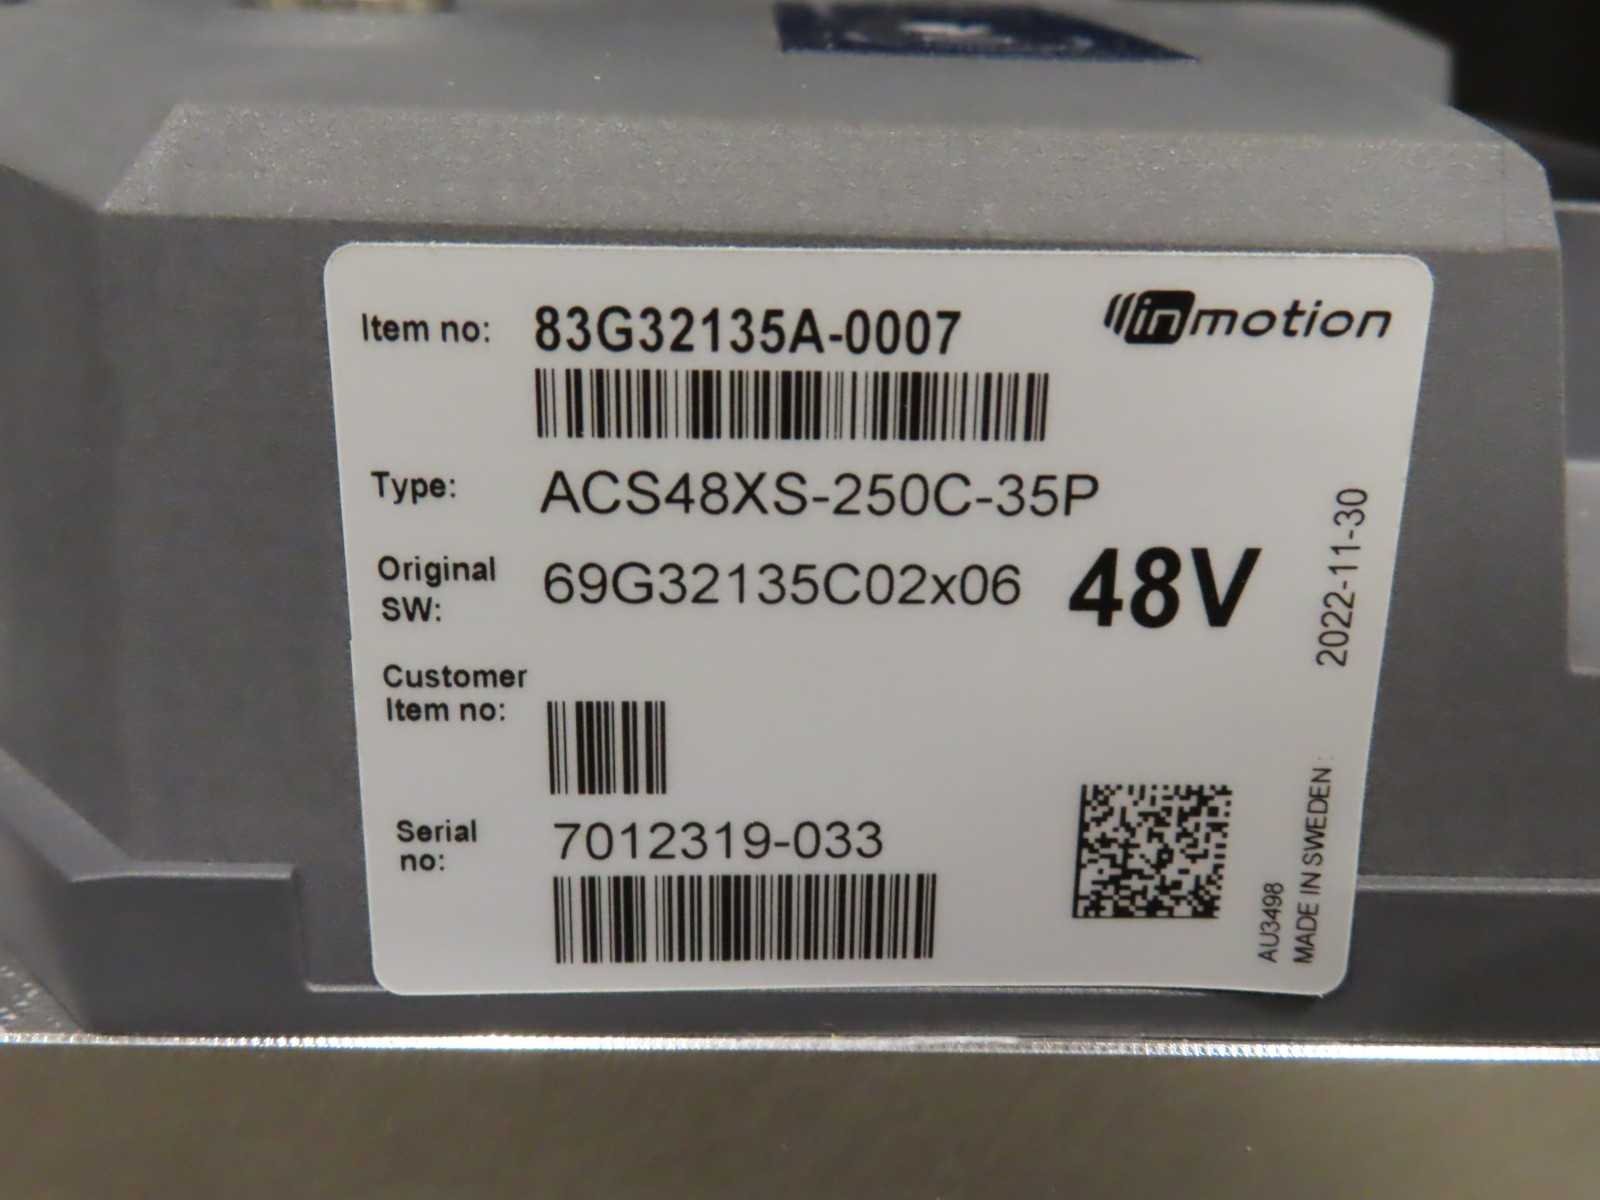 Item no: 83G32135A-0007
inmotion
Type: ACS48XS-250C-35P
Original
SW: 69G32135C02x06
48V
2022-11-30
Customer
Item no:
Serial
no: 7012319-033
AU3498
MADE IN SWEDEN